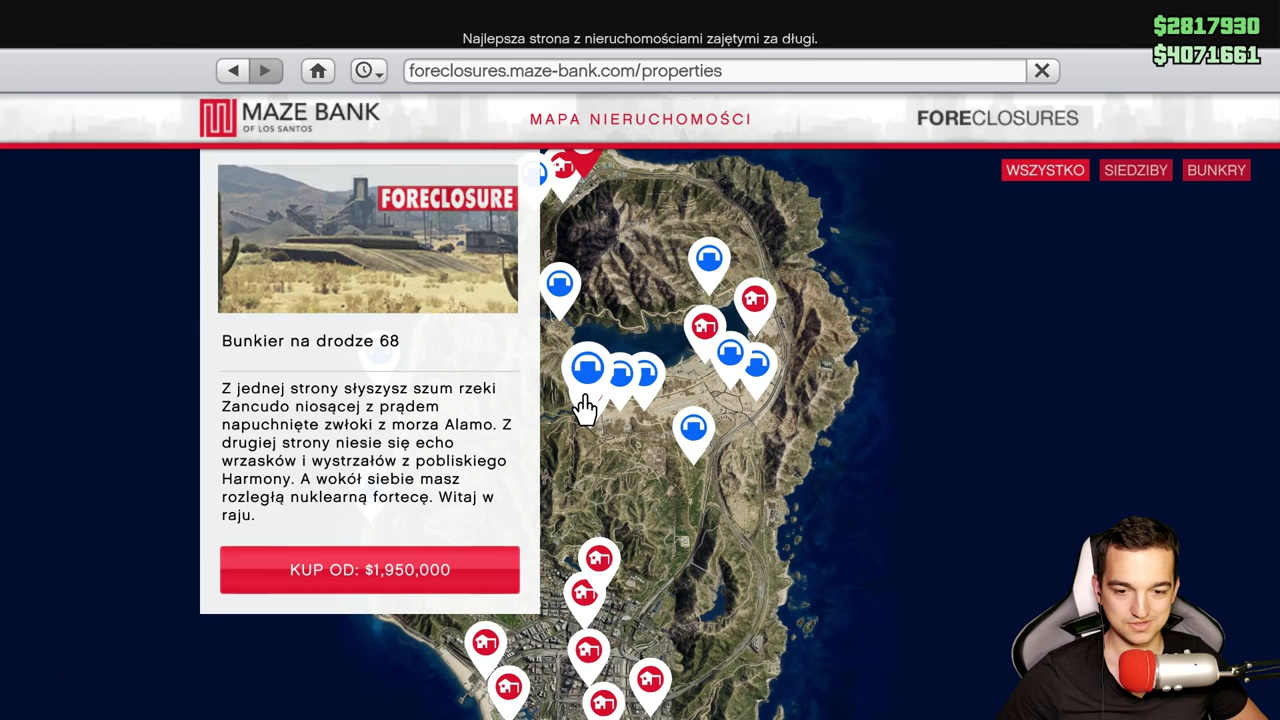 Najlepsza strona z nieruchomościami zajętymi za długi.
$2817930
$4071661
foreclosures.maze-bank.com/properties
MAZE BANK
OF LOS SANTOS
MAPA NIERUCHOMOŚCI
FORECLOSURES
WSZYSTKO
SIEDZIBY
BUNKRY
FORECLOSURE
Bunkier na drodze 68
Z jednej strony słyszysz szum rzeki
Zancudo niosącej z prądem
napuchnięte zwłoki z morza Alamo. Z
drugiej strony niesie się echo
wrzasków i wystrzałów z pobliskiego
Harmony. A wokół siebie masz
rozległą nuklearną fortecę. Witaj w
raju.
KUP OD: $1,950,000